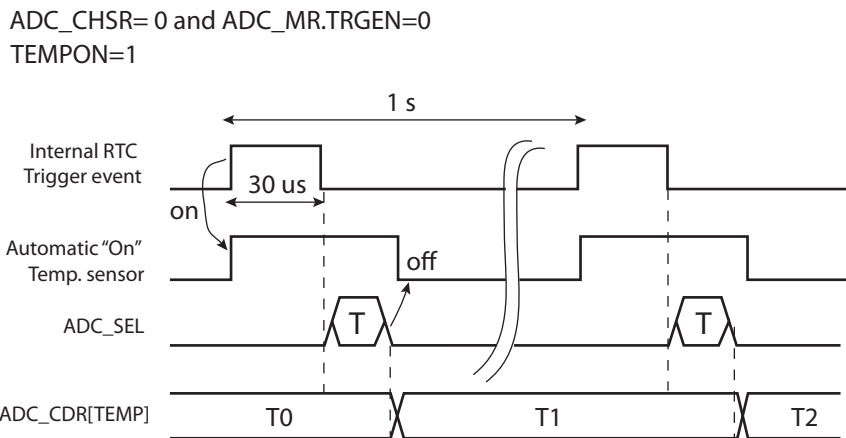 ADC_CHSR= 0 and ADC_MR.TRGEN=0
TEMPON=1
1 s
Internal RTC
Trigger event
30 us
on
Automatic “On”
Temp. sensor
off
ADC_SEL
T
T
ADC_CDR[TEMP]
T0
T1
T2